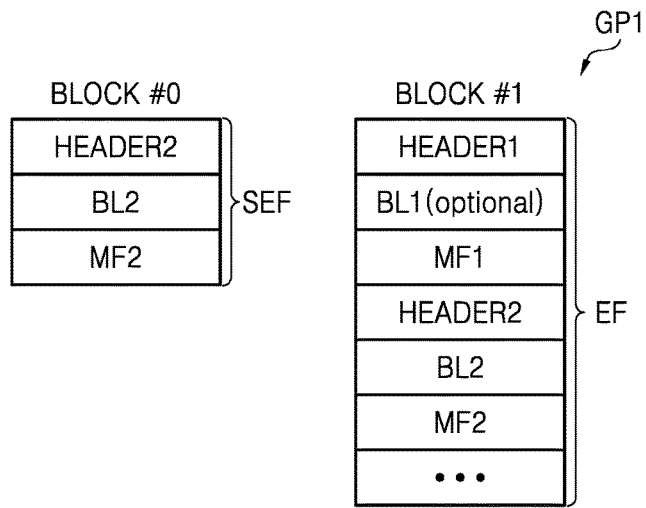 GP1
BLOCK #0
HEADER2
BL2
MF2
SEF
BLOCK #1
HEADER1
BL1(optional)
MF1
HEADER2
BL2
MF2
•••
EF